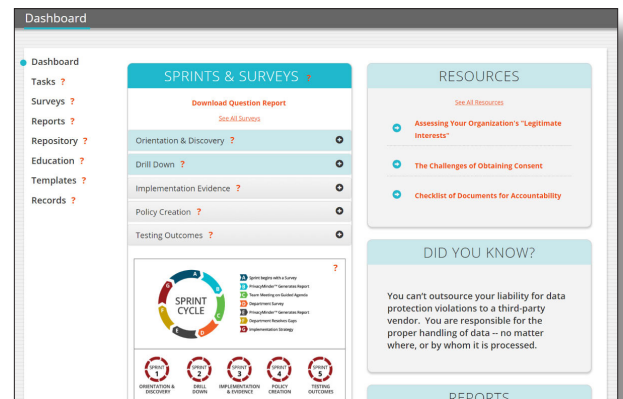 Dashboard
Dashboard
Tasks ?
Surveys ?
Reports ?
Repository ?
Education ?
Templates ?
Records ?
SPRINTS & SURVEYS ?
Download Question Report
See All Surveys
Orientation & Discovery ?
Drill Down ?
Implementation Evidence ?
Policy Creation ?
Testing Outcomes ?
?
SPRINT
CYCLE
A
B
C
D
E
F
G
A Sprint begins with a Survey
B PrivacyMinder™ Generates Report
C Team Meeting on Guided Agenda
D Department Survey
E PrivacyMinder™ Generates Report
F Department Resolves Gaps
G Implementation Strategy
SPRINT
1
ORIENTATION &
DISCOVERY
SPRINT
2
DRILL
DOWN
SPRINT
3
IMPLEMENTATION
& EVIDENCE
SPRINT
4
POLICY
CREATION
SPRINT
5
TESTING
OUTCOMES
RESOURCES
See All Resources
Assessing Your Organization's "Legitimate
Interests"
The Challenges of Obtaining Consent
Checklist of Documents for Accountability
DID YOU KNOW?
You can't outsource your liability for data
protection violations to a third-party
vendor. You are responsible for the
proper handling of data -- no matter
where, or by whom it is processed.
REPORTS